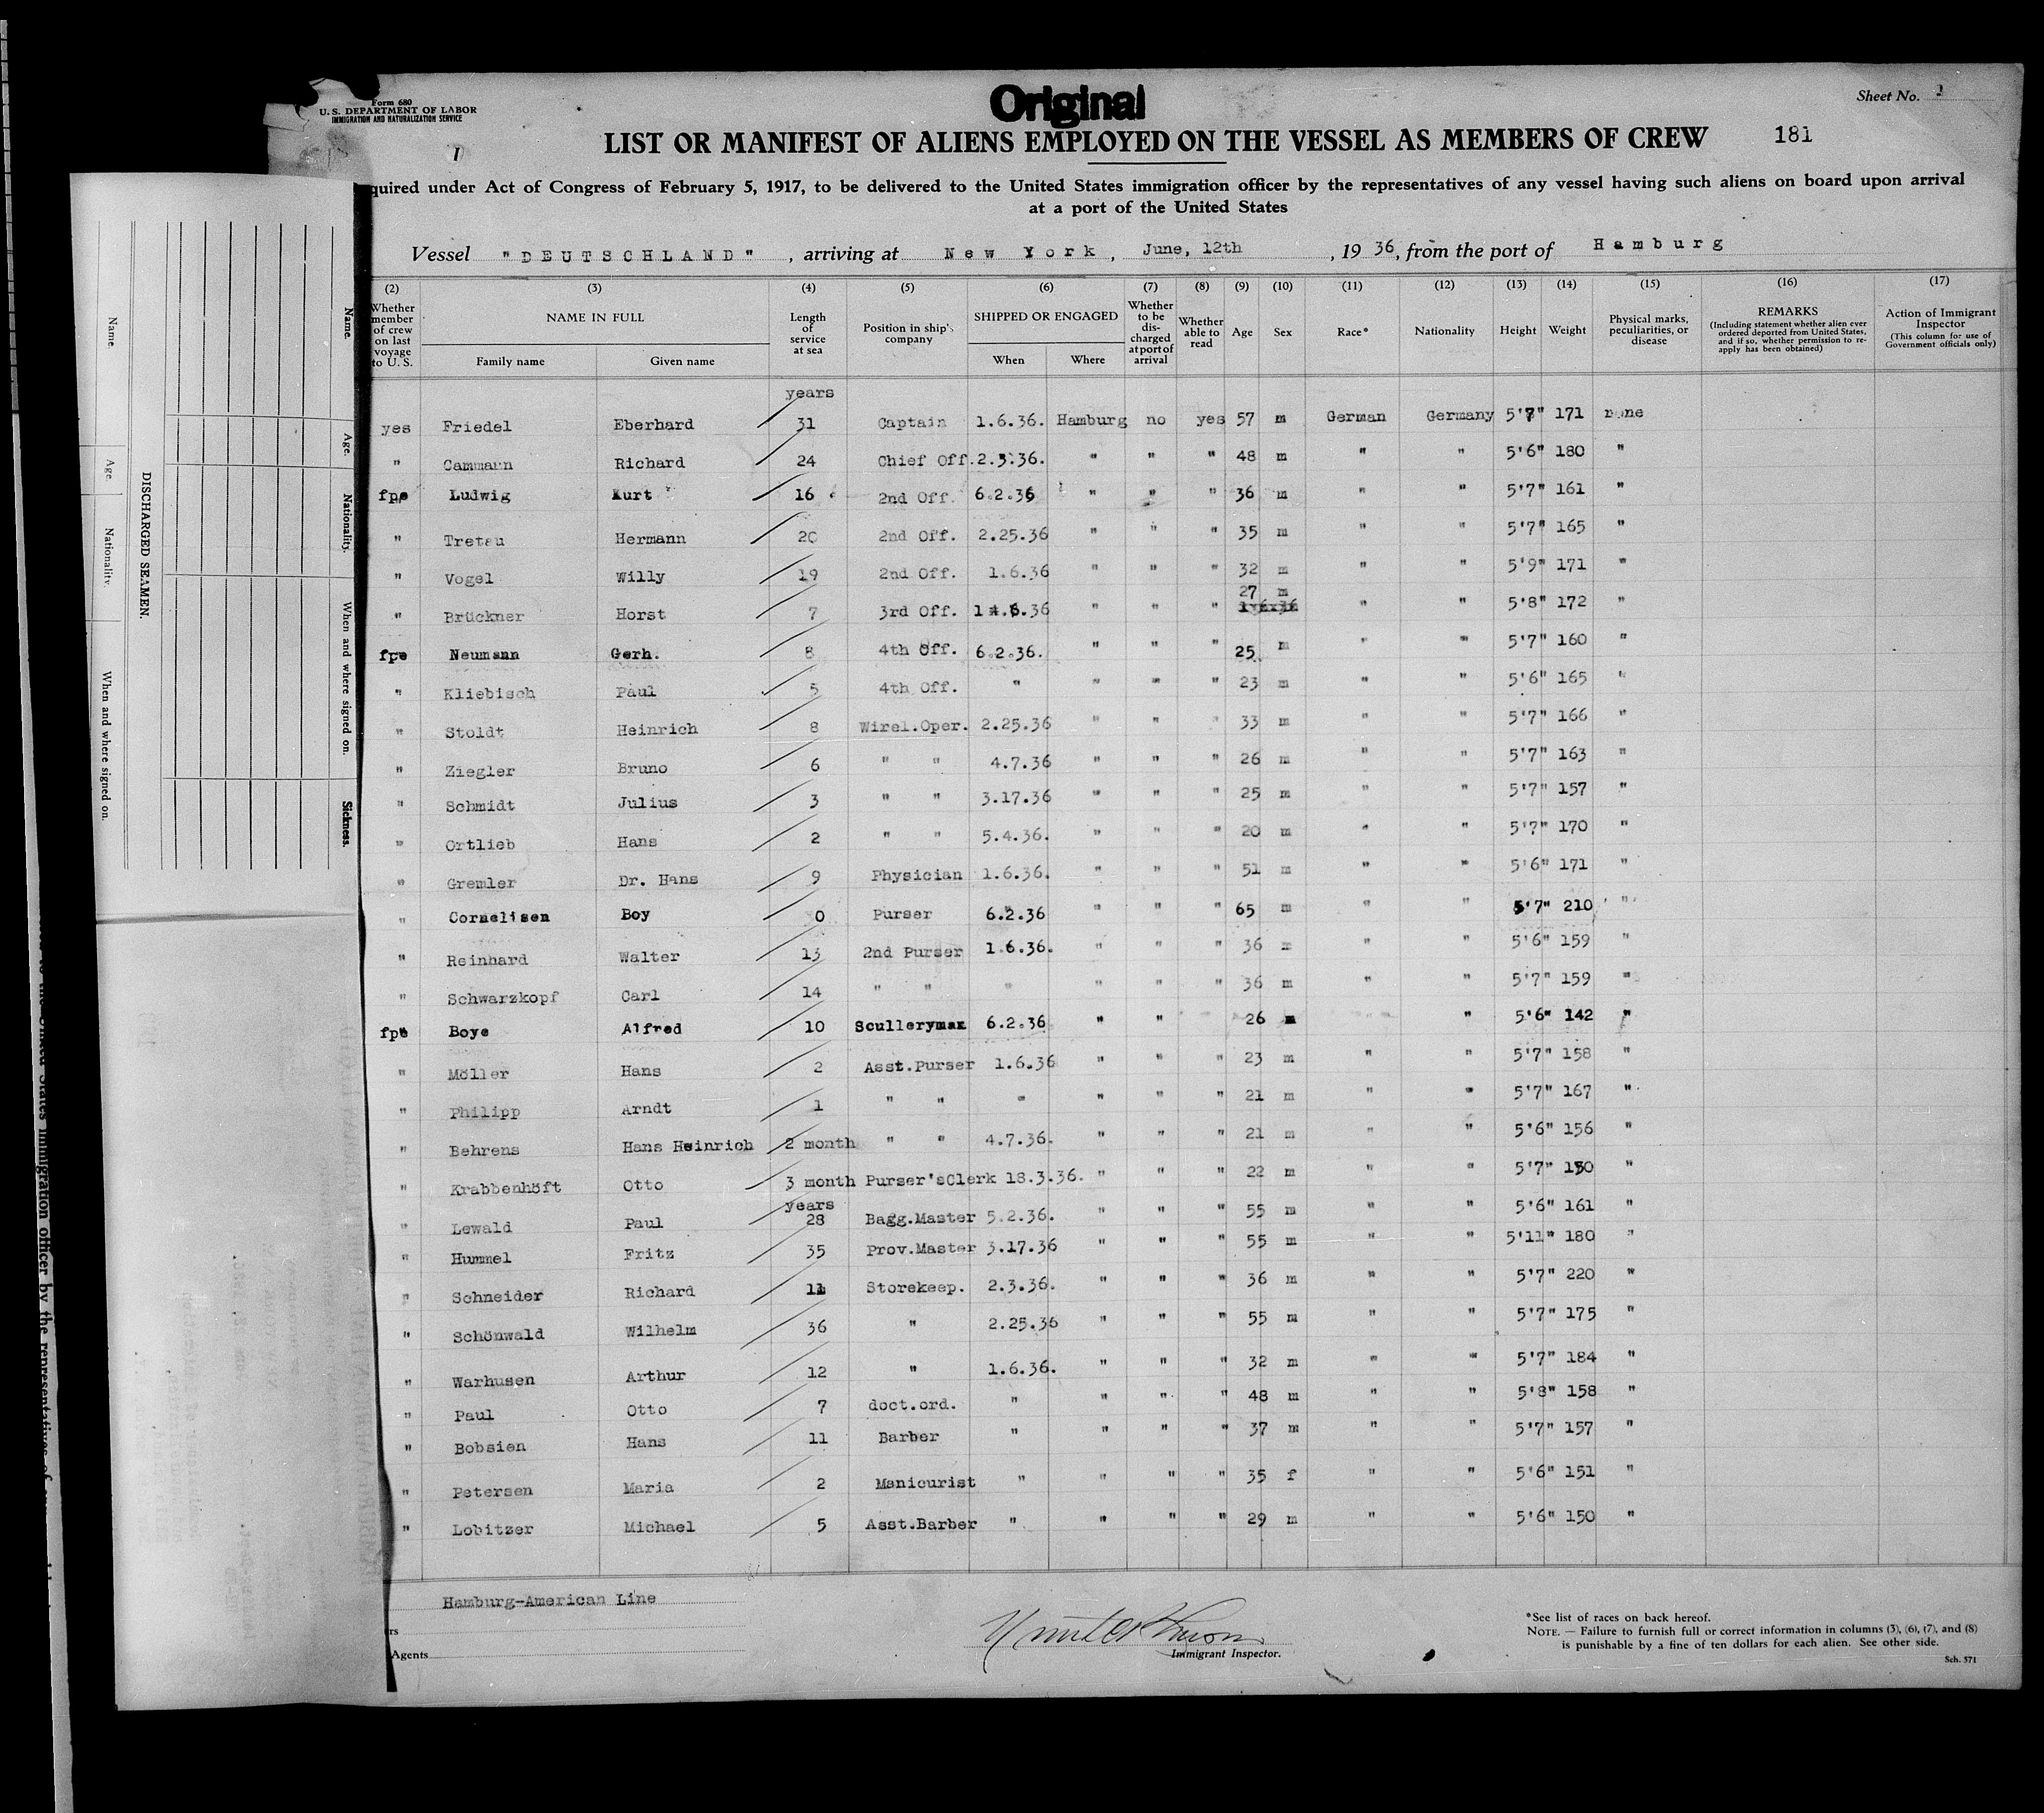 Form 680
U. S. DEPARTMENT OF LABOR
IMMIGRATION AND NATURALIZATION SERVICE
1
Original
Sheet No. 1
LIST OR MANIFEST OF ALIENS EMPLOYED ON THE VESSEL AS MEMBERS OF CREW 181
quired under Act of Congress of February 5, 1917, to be delivered to the United States immigration officer by the representatives of any vessel having such aliens on board upon arrival
at a port of the United States
Vessel "DEUTSCHLAND", arriving at New York, June, 12th, 1936, from the port of Hamburg
(2) (3) (4) (5) (6) (7) (8) (9) (10) (11) (12) (13) (14) (15) (16) (17)
Whether member of crew on last voyage to U. S. NAME IN FULL Family name Given name Length of service at sea Position in ship's company SHIPPED OR ENGAGED When Where Whether to be discharged at port of arrival Whether able to read Age Sex Race* Nationality Height Weight Physical marks, peculiarities, or disease REMARKS (Including statement whether alien ever ordered deported from United States, and if so, whether permission to re-apply has been obtained) Action of Immigrant Inspector (This column for use of Government officials only)
years
yes Friedel Eberhard 31 Captain 1.6.36. Hamburg no yes 57 m German Germany 5'7" 171 none
" Cammann Richard 24 Chief Off. 2.3.36. " " " 48 m " " 5'6" 180 "
fpe Ludwig Kurt 16 2nd Off. 6.2.36 " " " 36 m " " 5'7" 161 "
" Tretau Hermann 20 2nd Off. 2.25.36 " " " 35 m " " 5'7" 165 "
" Vogel Willy 19 2nd Off. 1.6.36 " " " 32 m " " 5'9" 171 "
" Brückner Horst 7 3rd Off. 36 " " " 27 m " " 5'8" 172 "
fpe Neumann Gerh. 8 4th Off. 6.2.36. " " " 25 m " " 5'7" 160 "
" Kliebisch Paul 5 4th Off. " " " " 23 m " " 5'6" 165 "
" Stoldt Heinrich 8 Wirel.Oper. 2.25.36 " " " 33 m " " 5'7" 166 "
" Ziegler Bruno 6 " " 4.7.36 " " " 26 m " " 5'7" 163 "
" Schmidt Julius 3 " " 3.17.36 " " " 25 m " " 5'7" 157 "
" Ortlieb Hans 2 " " 5.4.36. " " " 20 m " " 5'7" 170 "
" Gremler Dr. Hans 9 Physician 1.6.36. " " " 51 m " " 5'6" 171 "
" Cornelisen Boy 0 Purser 6.2.36 " " " 65 m " " 5'7" 210 "
" Reinhard Walter 13 2nd Purser 1.6.36. " " " 36 m " " 5'6" 159 "
" Schwarzkopf Carl 14 " " " " " " 36 m " " 5'7" 159 "
fpe Boye Alfred 10 Sculleryman 6.2.36 " " 26 m " 5'6" 142 "
" Möller Hans 2 Asst.Purser 1.6.36 " " " 23 m " " 5'7" 158 "
" Philipp Arndt 1 " " " " " " 21 m " " 5'7" 167 "
" Behrens Hans Heinrich 2 month " " 4.7.36. " " " 21 m " " 5'6" 156 "
" Krabbenhöft Otto 3 month Purser'sClerk 18.3.36. " " " 22 m " " 5'7" 150 "
years
" Lewald Paul 28 Bagg.Master 5.2.36. " " " 55 m " " 5'6" 161 "
" Hummel Fritz 35 Prov.Master 3.17.36 " " " 55 m " " 5'11" 180 "
" Schneider Richard 11 Storekeep. 2.3.36. " " " 36 m " " 5'7" 220 "
" Schönwald Wilhelm 36 " 2.25.36 " " " 55 m " " 5'7" 175 "
" Warhusen Arthur 12 " 1.6.36. " " " 32 m " " 5'7" 184 "
" Paul Otto 7 doct.ord. " " " " 48 m " " 5'8" 158 "
" Bobsien Hans 11 Barber " " " " 37 m " " 5'7" 157 "
" Petersen Maria 2 Manicurist " " " " 35 f " " 5'6" 151 "
" Lobitzer Michael 5 Asst.Barber " " " " 29 m " " 5'6" 150 "
Hamburg-American Line
rs
Agents
Immigrant Inspector.
*See list of races on back hereof.
NOTE. — Failure to furnish full or correct information in columns (3), (6), (7), and (8)
is punishable by a fine of ten dollars for each alien. See other side.
Sch. 571
DISCHARGED SEAMEN.
Name. Age. Nationality. When and where signed on. Sickness.
Name. Age. Nationality. When and where signed on.
United States immigration officer by the representatives of